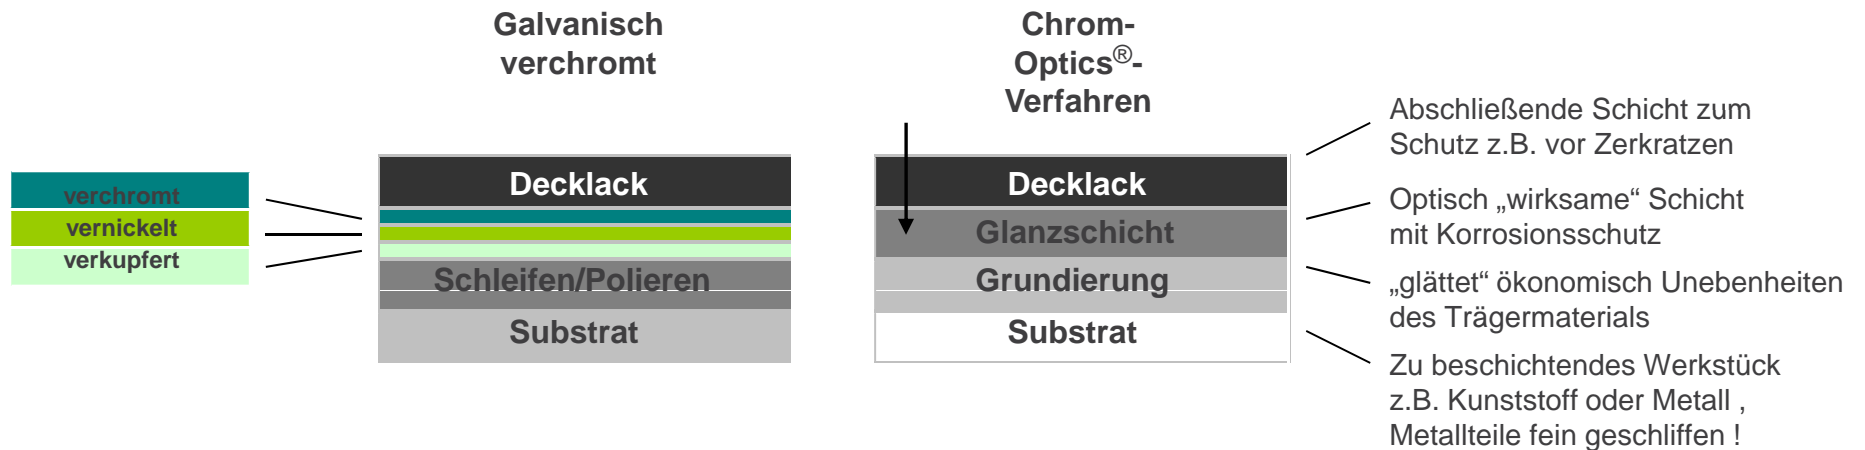 Galvanisch
verchromt
verchromt
vernickelt
verkupfert
Decklack
Schleifen/Polieren
Substrat
Chrom-
Optics®-
Verfahren
Decklack
Glanzschicht
Grundierung
Substrat
Abschließende Schicht zum
Schutz z.B. vor Zerkratzen
Optisch „wirksame“ Schicht
mit Korrosionsschutz
„glättet“ ökonomisch Unebenheiten
des Trägermaterials
Zu beschichtendes Werkstück
z.B. Kunststoff oder Metall ,
Metallteile fein geschliffen !